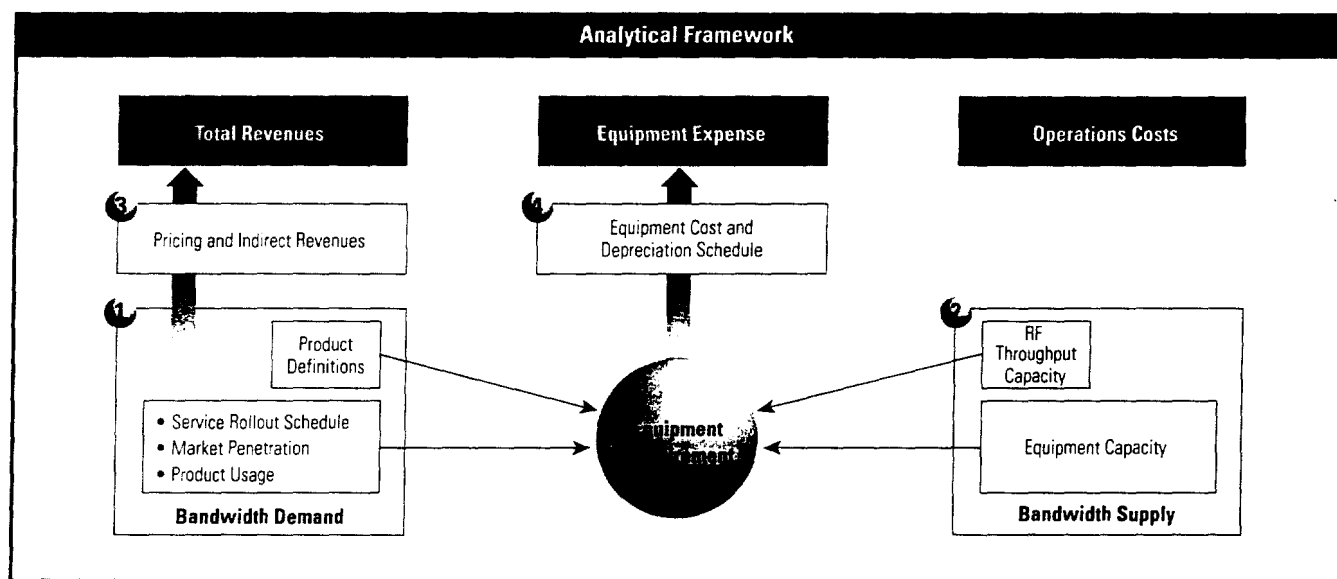 Analytical Framework
Total Revenues
Equipment Expense
Operations Costs
3
Pricing and Indirect Revenues
4
Equipment Cost and
Depreciation Schedule
1
Product
Definitions
• Service Rollout Schedule
• Market Penetration
• Product Usage
Bandwidth Demand
2
RF
Throughput
Capacity
Equipment Capacity
Bandwidth Supply